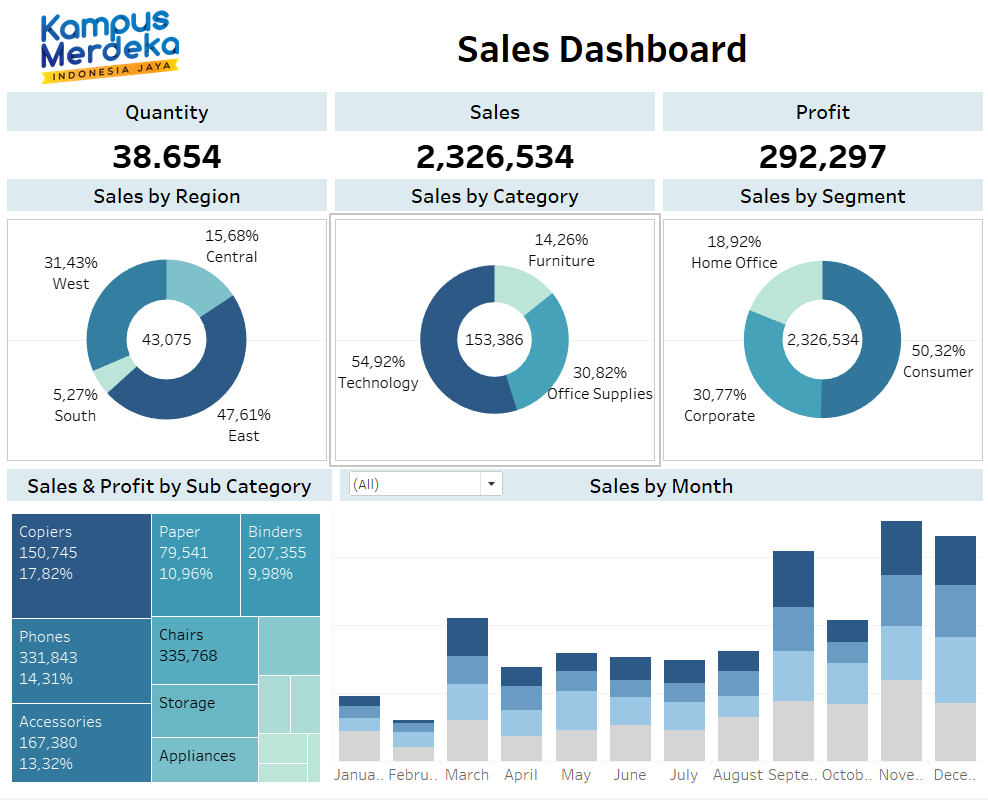 Kampus
Merdeka
INDONESIA JAYA
Sales Dashboard
Quantity
Sales
Profit
38.654
2,326,534
292,297
Sales by Region
Sales by Category
Sales by Segment
15,68%
Central
31,43%
West
43,075
5,27%
South
47,61%
East
14,26%
Furniture
153,386
54,92%
Technology
30,82%
Office Supplies
18,92%
Home Office
2,326,534
50,32%
Consumer
30,77%
Corporate
Sales & Profit by Sub Category
(All)
Sales by Month
Copiers
150,745
17,82%
Paper
79,541
10,96%
Binders
207,355
9,98%
Phones
331,843
14,31%
Chairs
335,768
Storage
Accessories
167,380
13,32%
Appliances
Janua..
Febru..
March
April
May
June
July
August
Septe..
Octob..
Nove..
Dece..